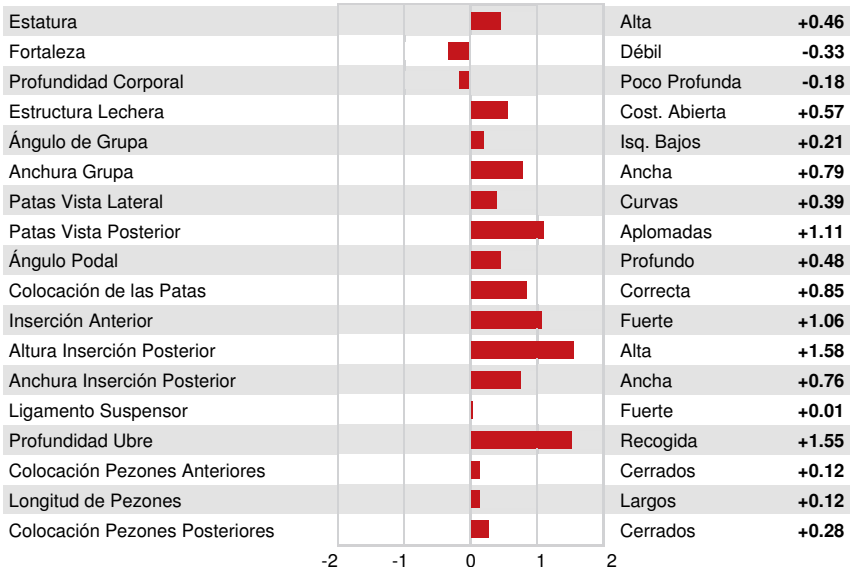 Estatura Alta +0.46
Fortaleza Débil -0.33
Profundidad Corporal Poco Profunda -0.18
Estructura Lechera Cost. Abierta +0.57
Ángulo de Grupa Isq. Bajos +0.21
Anchura Grupa Ancha +0.79
Patas Vista Lateral Curvas +0.39
Patas Vista Posterior Aplomadas +1.11
Ángulo Podal Profundo +0.48
Colocación de las Patas Correcta +0.85
Inserción Anterior Fuerte +1.06
Altura Inserción Posterior Alta +1.58
Anchura Inserción Posterior Ancha +0.76
Ligamento Suspensor Fuerte +0.01
Profundidad Ubre Recogida +1.55
Colocación Pezones Anteriores Cerrados +0.12
Longitud de Pezones Largos +0.12
Colocación Pezones Posteriores Cerrados +0.28
-2 -1 0 1 2